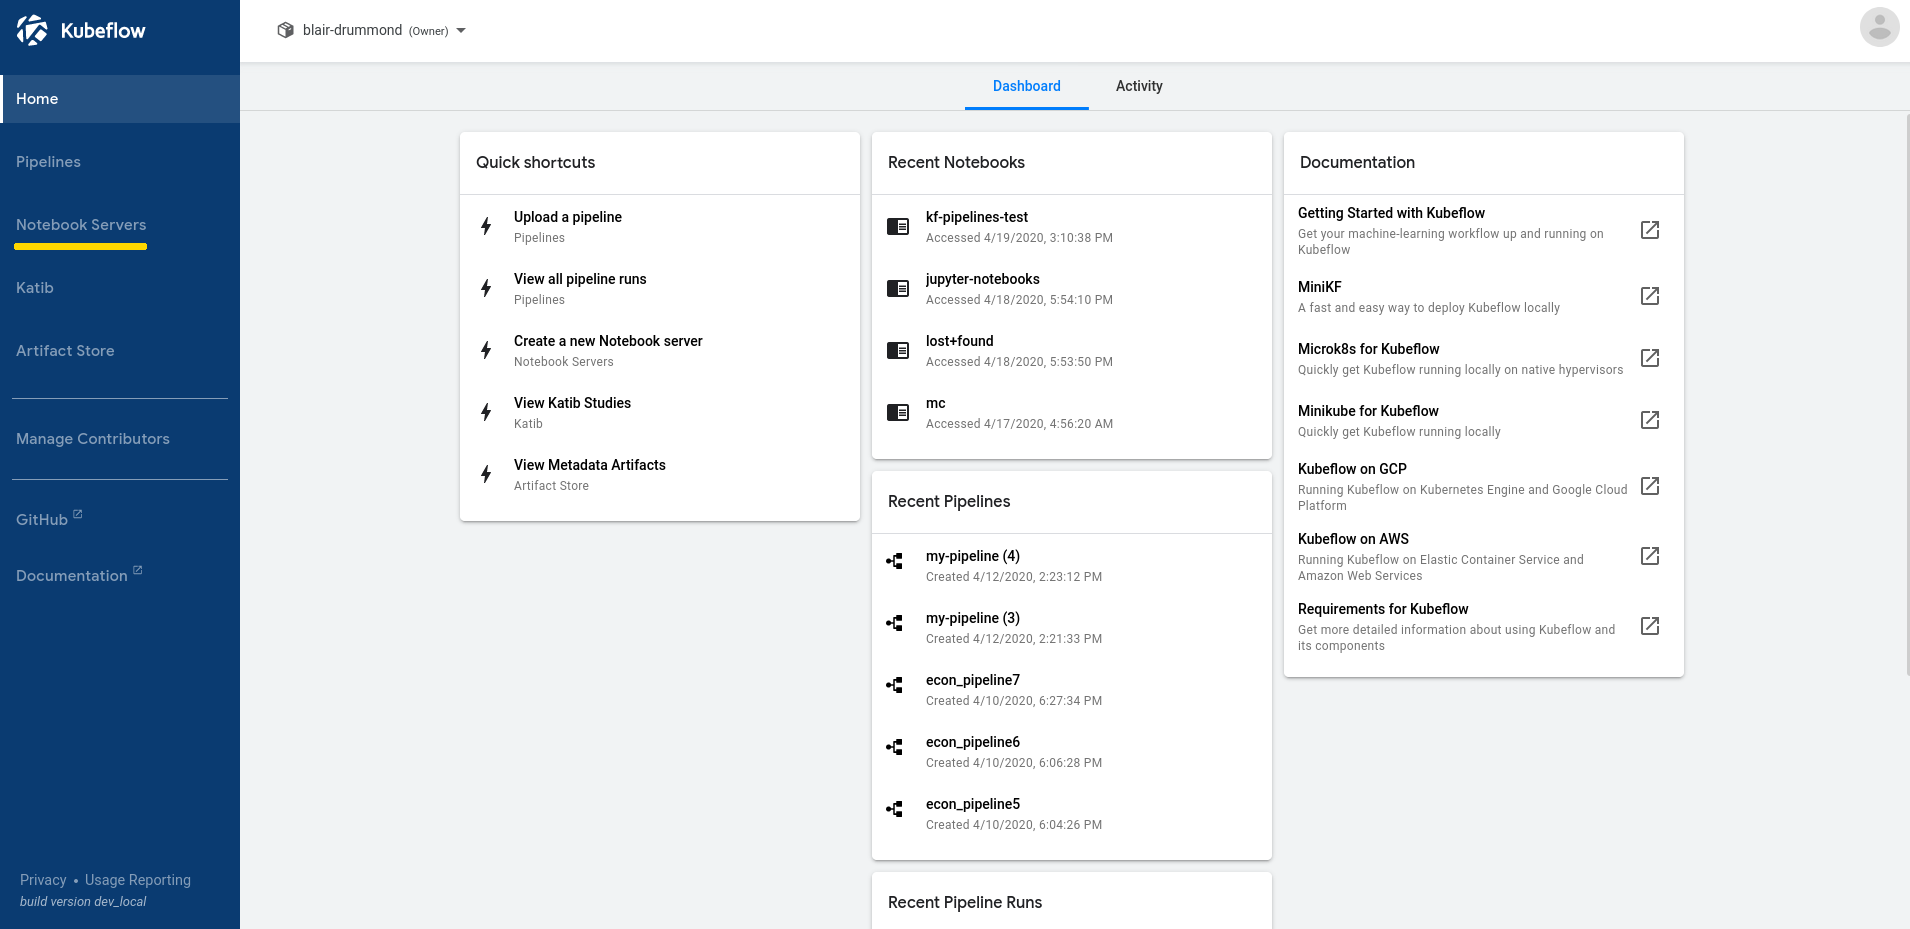 Kubeflow
Home
Pipelines
Notebook Servers
Katib
Artifact Store
Manage Contributors
GitHub
Documentation
Privacy • Usage Reporting
build version dev_local
blair-drummond (Owner)
Dashboard Activity
Quick shortcuts
Upload a pipeline
Pipelines
View all pipeline runs
Pipelines
Create a new Notebook server
Notebook Servers
View Katib Studies
Katib
View Metadata Artifacts
Artifact Store
Recent Notebooks
kf-pipelines-test
Accessed 4/19/2020, 3:10:38 PM
jupyter-notebooks
Accessed 4/18/2020, 5:54:10 PM
lost+found
Accessed 4/18/2020, 5:53:50 PM
mc
Accessed 4/17/2020, 4:56:20 AM
Recent Pipelines
my-pipeline (4)
Created 4/12/2020, 2:23:12 PM
my-pipeline (3)
Created 4/12/2020, 2:21:33 PM
econ_pipeline7
Created 4/10/2020, 6:27:34 PM
econ_pipeline6
Created 4/10/2020, 6:06:28 PM
econ_pipeline5
Created 4/10/2020, 6:04:26 PM
Recent Pipeline Runs
Documentation
Getting Started with Kubeflow
Get your machine-learning workflow up and running on
Kubeflow
MiniKF
A fast and easy way to deploy Kubeflow locally
Microk8s for Kubeflow
Quickly get Kubeflow running locally on native hypervisors
Minikube for Kubeflow
Quickly get Kubeflow running locally
Kubeflow on GCP
Running Kubeflow on Kubernetes Engine and Google Cloud
Platform
Kubeflow on AWS
Running Kubeflow on Elastic Container Service and
Amazon Web Services
Requirements for Kubeflow
Get more detailed information about using Kubeflow and
its components